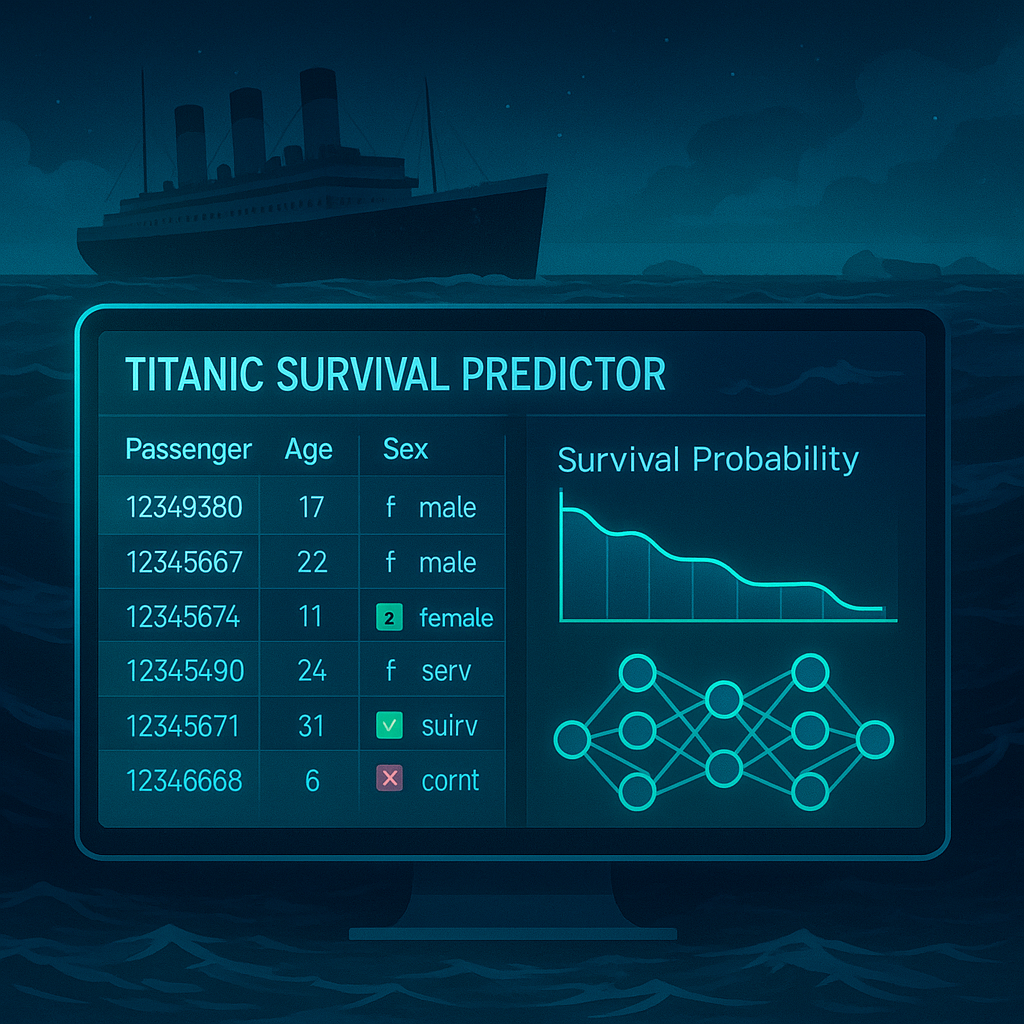 TITANIC SURVIVAL PREDICTOR
Passenger Age Sex
12349380 17 f male
12345667 22 f male
12345674 11 2 female
12345490 24 f serv
12345671 31 suirv
12346668 6 cornt
Survival Probability